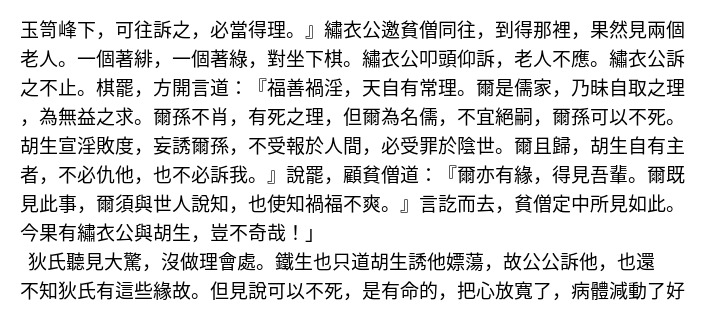 玉笥峰下，可往訴之，必當得理。』繡衣公邀貧僧同往，到得那裡，果然見兩個
老人。一個著緋，一個著綠，對坐下棋。繡衣公叩頭仰訴，老人不應。繡衣公訴
之不止。棋罷，方開言道：『福善禍淫，天自有常理。爾是儒家，乃昧自取之理
，為無益之求。爾孫不肖，有死之理，但爾為名儒，不宜絕嗣，爾孫可以不死。
胡生宣淫敗度，妄誘爾孫，不受報於人間，必受罪於陰世。爾且歸，胡生自有主
者，不必仇他，也不必訴我。』說罷，顧貧僧道：『爾亦有緣，得見吾輩。爾既
見此事，爾須與世人說知，也使知禍福不爽。』言訖而去，貧僧定中所見如此。
今果有繡衣公與胡生，豈不奇哉！」
狄氏聽見大驚，沒做理會處。鐵生也只道胡生誘他嫖蕩，故公公訴他，也還
不知狄氏有這些緣故。但見說可以不死，是有命的，把心放寬了，病體減動了好